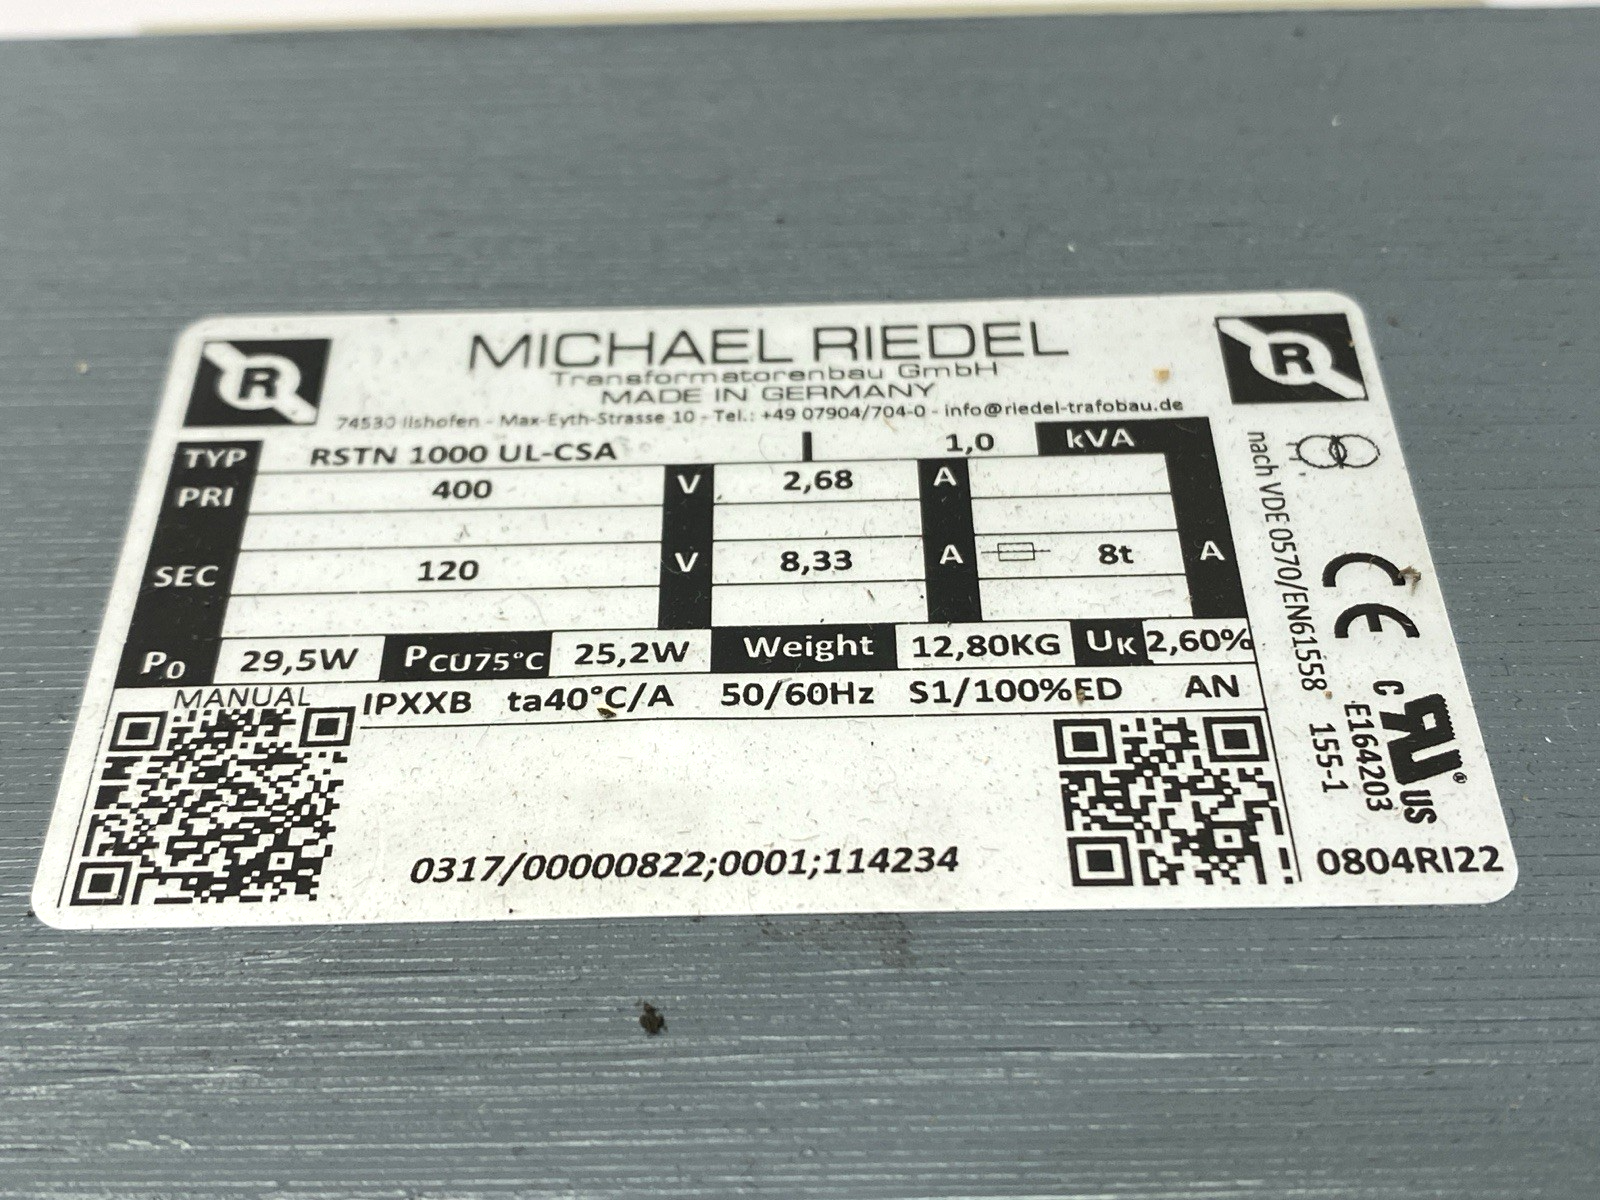 R
MICHAEL RIEDEL
R
Transformatorenbau GmbH
MADE IN GERMANY
74530 Ilshofen - Max-Eyth-Strasse 10 - Tel.: +49 07904/704-0 - info@riedel-trafobau.de
TYP RSTN 1000 UL-CSA 1,0 kVA
PRI 400 V 2,68 A
SEC 120 V 8,33 A 8t A
P0 29,5W PCU75°C 25,2W Weight 12,80KG UK 2,60%
MANUAL IPXXB ta40°C/A 50/60Hz S1/100%ED AN
0317/00000822;0001;114234
nach VDE 0570/EN61558
155-1
CE
C RU® US
E164203
0804RI22